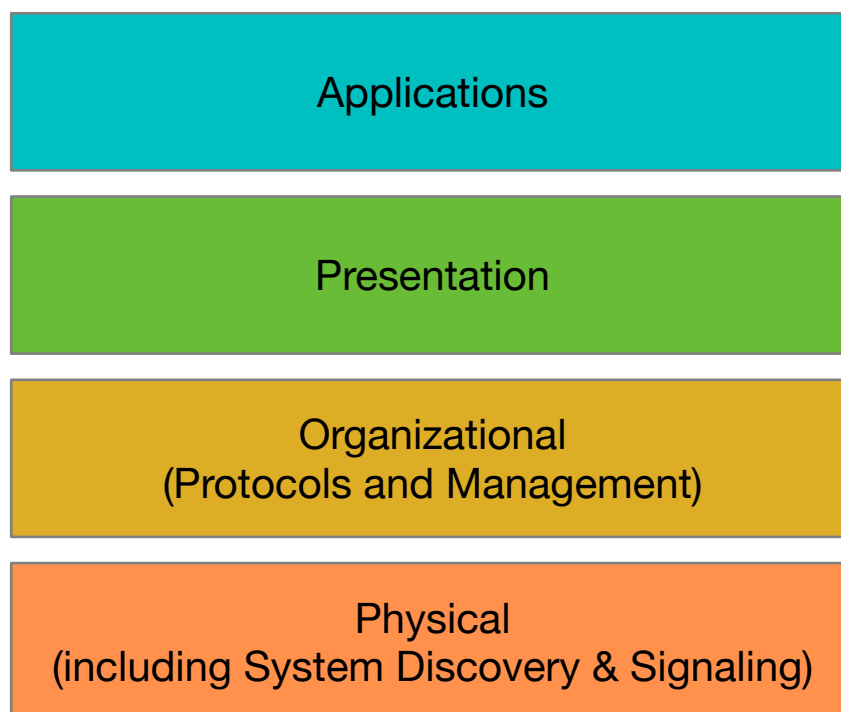 Applications
Presentation
Organizational
(Protocols and Management)
Physical
(including System Discovery & Signaling)